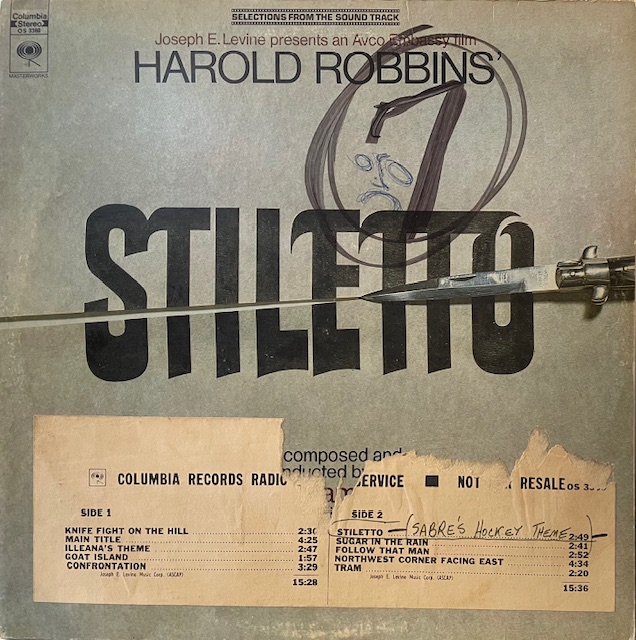 Columbia
Stereo
OS 3360
MASTERWORKS
SELECTIONS FROM THE SOUND TRACK
Joseph E. Levine presents an Avco Embassy film
HAROLD ROBBINS'
7
STILETTO
composed and
COLUMBIA RECORDS RADIO SERVICE ■ NOT RESALE OS
SIDE 1
KNIFE FIGHT ON THE HILL
MAIN TITLE 4:25
ILLEANA'S THEME 2:47
GOAT ISLAND 1:57
CONFRONTATION 3:29
Joseph E. Levine Music Corp. (ASCAP)
15:28
SIDE 2
STILETTO — (SABRE'S HOCKEY THEME) 2:49
SUGAR IN THE RAIN 2:41
FOLLOW THAT MAN 2:52
NORTHWEST CORNER FACING EAST 4:34
TRAM 2:20
Joseph E. Levine Music Corp. (ASCAP)
15:36